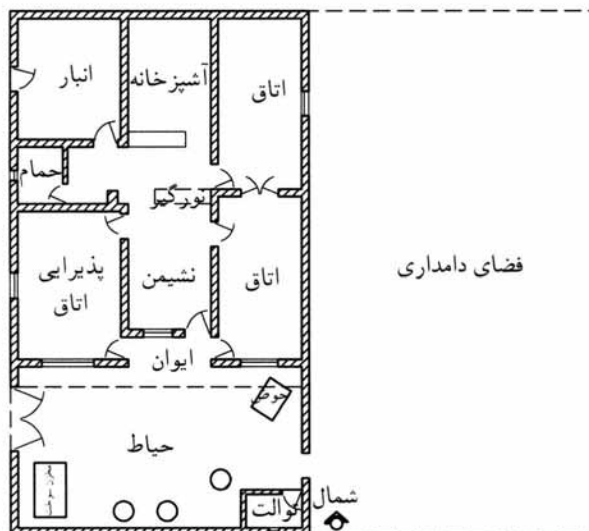 انبار
آشپزخانه
اتاق
حمام
نورگیر
پذیرایی
اتاق
نشیمن
اتاق
فضای دامداری
ایوان
حوض
حیاط
توالت
شمال